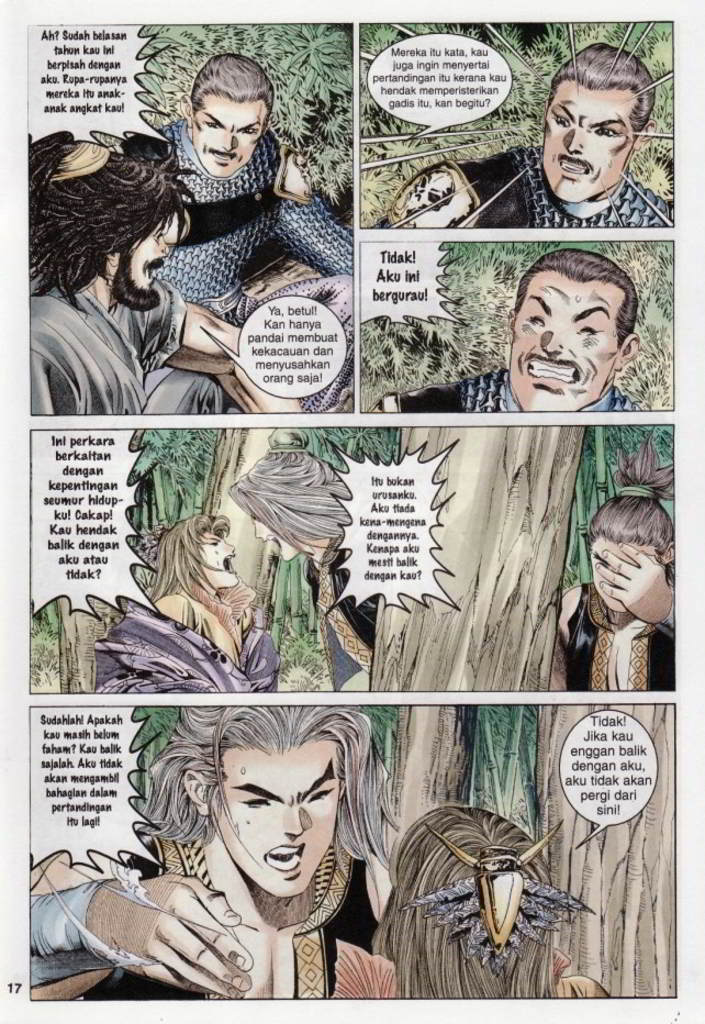 Ah? Sudah belasan
tahun kau ini
berpisah dengan
aku. Rupa-rupanya
mereka itu anak-
anak angkat kau!
Ya, betul!
Kan hanya
pandai membuat
kekacauan dan
menyusahkan
orang saja!
Mereka itu kata, kau
juga ingin menyertai
pertandingan itu kerana kau
hendak memperisterikan
gadis itu, kan begitu?
Tidak!
Aku ini
bergurau!
Ini perkara
berkaitan
dengan
kepentingan
seumur hidup-
ku! Cakap!
Kau hendak
balik dengan
aku atau
tidak?
Itu bukan
urusanku.
Aku tiada
kena-mengena
dengannya.
Kenapa aku
mesti balik
dengan kau?
Sudahlah! Apakah
kau masih belum
faham? Kau balik
sajalah. Aku tidak
akan mengambil
bahagian dalam
pertandingan
itu lagi!
Tidak!
Jika kau
enggan balik
dengan aku,
aku tidak akan
pergi dari
sini!
17